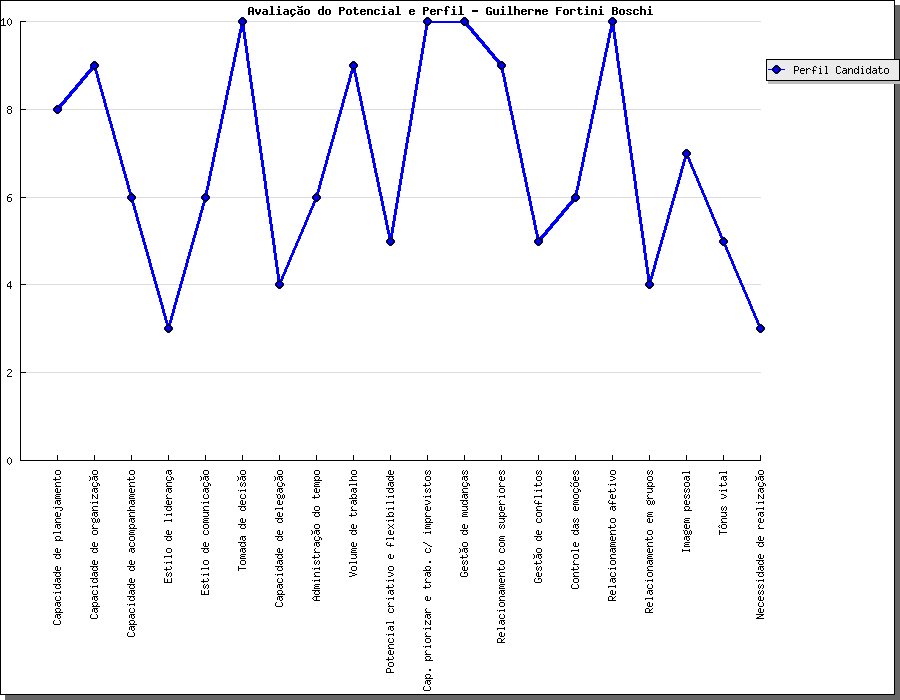 Avaliação do Potencial e Perfil - Guilherme Fortini Boschi
Perfil Candidato
10
8
6
4
2
0
Capacidade de planejamento
Capacidade de organização
Capacidade de acompanhamento
Estilo de liderança
Estilo de comunicação
Tomada de decisão
Capacidade de delegação
Administração do tempo
Volume de trabalho
Potencial criativo e flexibilidade
Cap. priorizar e trab. c/ imprevistos
Gestão de mudanças
Relacionamento com superiores
Gestão de conflitos
Controle das emoções
Relacionamento afetivo
Relacionamento em grupos
Imagem pessoal
Tônus vital
Necessidade de realização